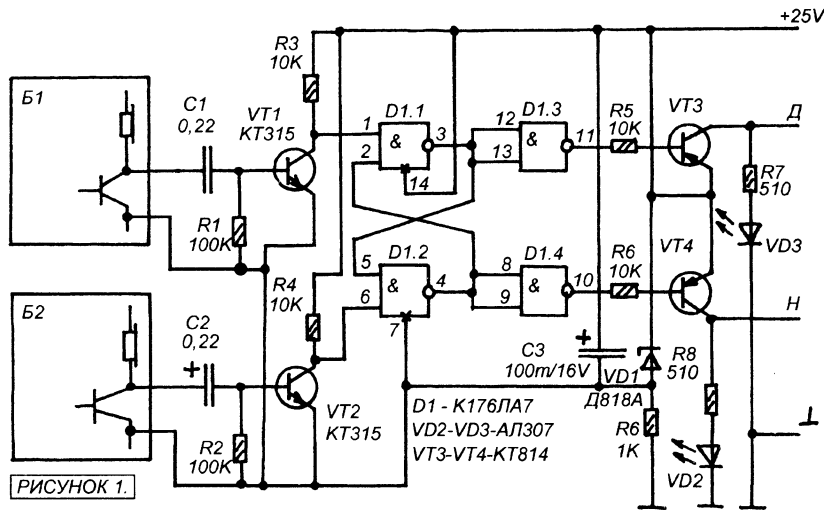 +25V
Б1
C1
0,22
VT1
КТ315
R3
10K
1
2
D1.1
&
3
14
12
13
D1.3
&
11
R5
10K
VT3
Д
R7
510
VD3
R1
100K
R4
10K
5
6
D1.2
&
4
7
8
9
D1.4
&
10
R6
10K
VT4
Н
Б2
C2
0,22
+
VT2
КТ315
R2
100K
+
C3
100m/16V
VD1
Д818А
R8
510
R6
1K
VD2
⊥
D1 - К176ЛА7
VD2-VD3-АЛ307
VT3-VT4-КТ814
РИСУНОК 1.